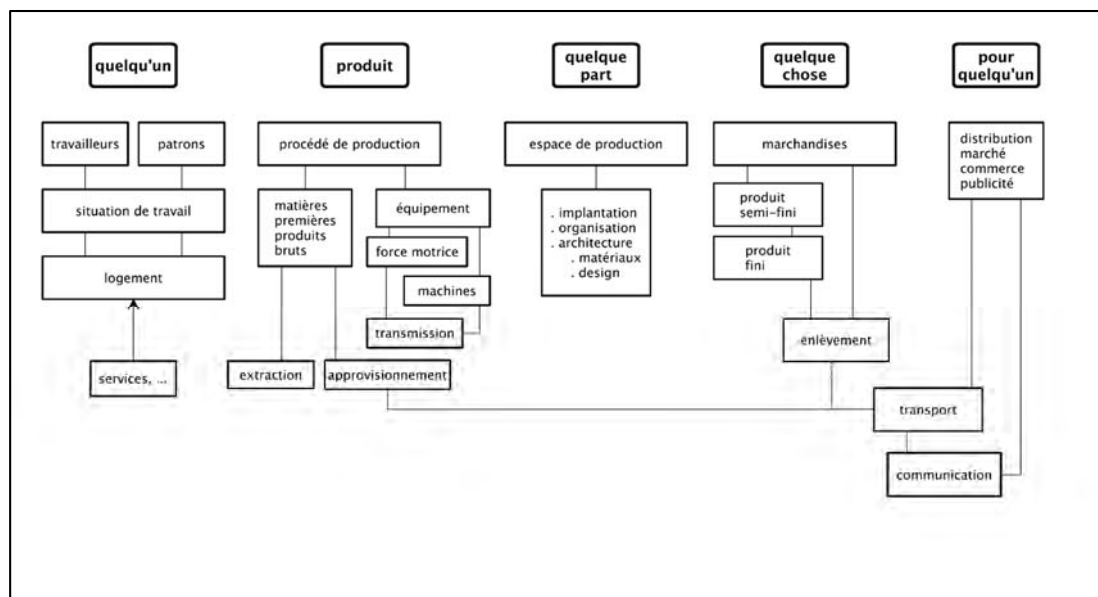 quelqu'un
produit
quelque
part
quelque
chose
pour
quelqu'un
travailleurs
patrons
situation de travail
logement
services, ...
procédé de production
matières
premières
produits
bruts
équipement
force motrice
machines
transmission
extraction
approvisionnement
espace de production
. implantation
. organisation
. architecture
. matériaux
. design
marchandises
produit
semi-fini
produit
fini
enlèvement
distribution
marché
commerce
publicité
transport
communication